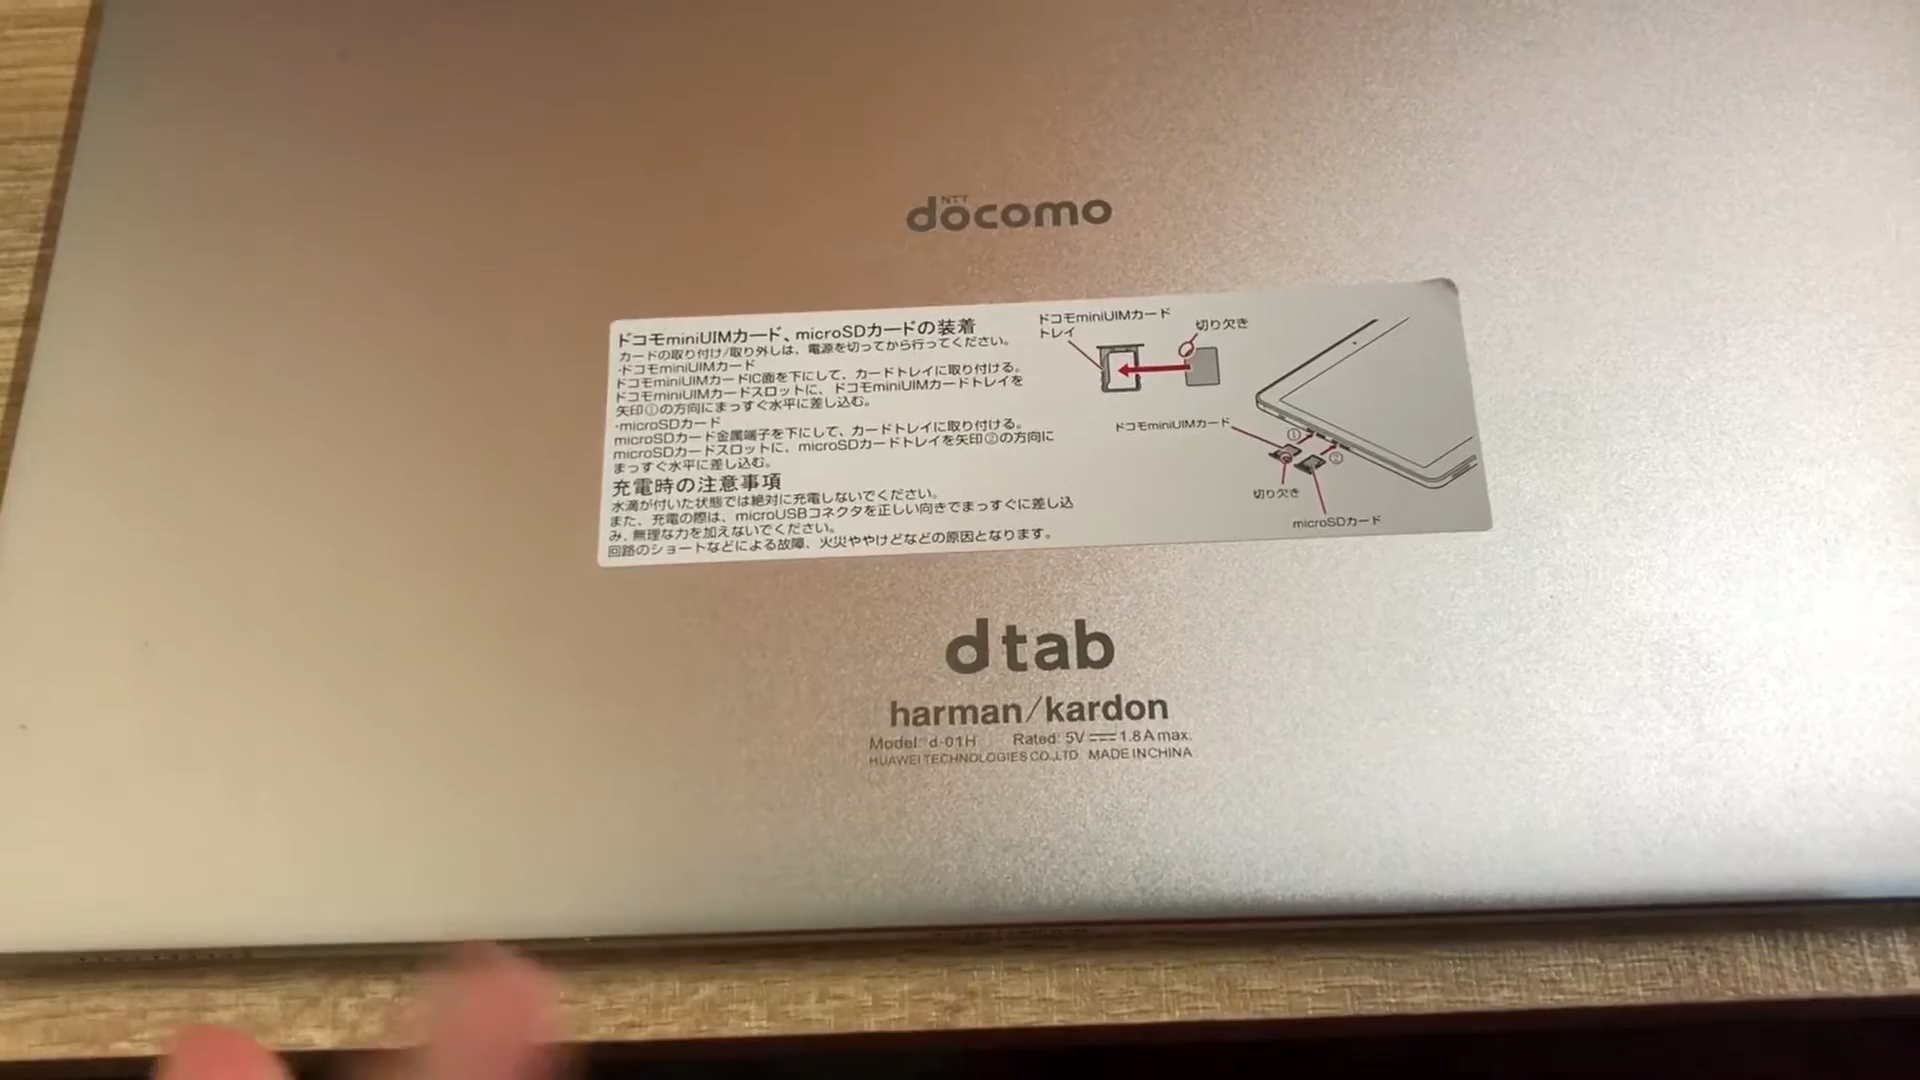 NTT
docomo
ドコモminiUIMカード、microSDカードの装着
カードの取り付け/取り外しは、電源を切ってから行ってください。
・ドコモminiUIMカード
ドコモminiUIMカードIC面を下にして、カードトレイに取り付ける。
ドコモminiUIMカードスロットに、ドコモminiUIMカードトレイを
矢印①の方向にまっすぐ水平に差し込む。
・microSDカード
microSDカード金属端子を下にして、カードトレイに取り付ける。
microSDカードスロットに、microSDカードトレイを矢印②の方向に
まっすぐ水平に差し込む。
充電時の注意事項
水滴が付いた状態では絶対に充電しないでください。
また、充電の際は、microUSBコネクタを正しい向きでまっすぐに差し込
み、無理な力を加えないでください。
回路のショートなどによる故障、火災ややけどなどの原因となります。
ドコモminiUIMカード
トレイ
切り欠き
ドコモminiUIMカード
①
②
切り欠き
microSDカード
d tab
harman/kardon
Model: d-01H Rated: 5V ⎓ 1.8A max.
HUAWEI TECHNOLOGIES CO.,LTD MADE IN CHINA